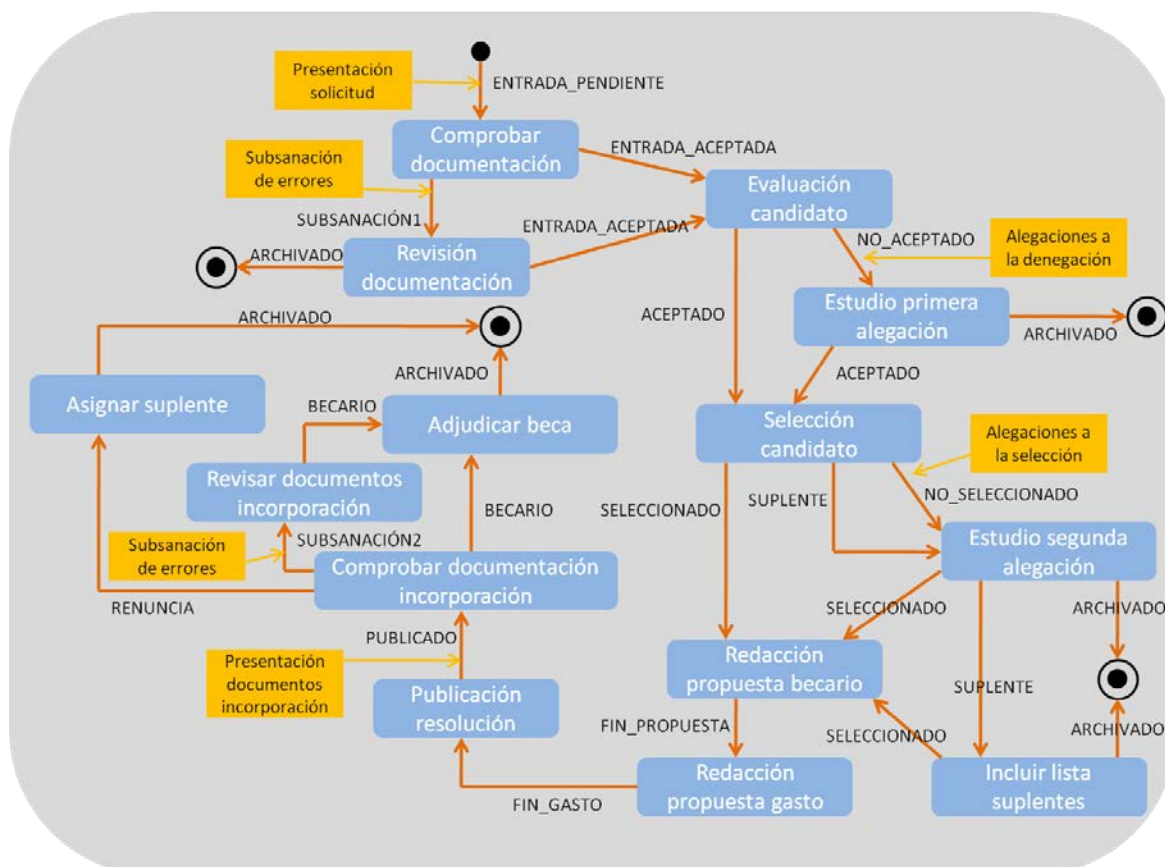 Presentación
solicitud
ENTRADA_PENDIENTE
Comprobar
documentación
ENTRADA_ACEPTADA
Subsanación
de errores
Evaluación
candidato
SUBSANACIÓN1
ENTRADA_ACEPTADA
NO_ACEPTADO
Alegaciones a
la denegación
ARCHIVADO
Revisión
documentación
Estudio primera
alegación
ARCHIVADO
ARCHIVADO
ACEPTADO
ARCHIVADO
ACEPTADO
Asignar suplente
BECARIO
Adjudicar beca
Selección
candidato
Alegaciones a
la selección
Revisar documentos
incorporación
NO_SELECCIONADO
BECARIO
SELECCIONADO
SUPLENTE
Subsanación
de errores
SUBSANACIÓN2
Comprobar documentación
incorporación
Estudio segunda
alegación
RENUNCIA
SELECCIONADO
ARCHIVADO
PUBLICADO
Presentación
documentos
incorporación
Redacción
propuesta becario
SUPLENTE
Publicación
resolución
FIN_PROPUESTA
SELECCIONADO
ARCHIVADO
Redacción
propuesta gasto
Incluir lista
suplentes
FIN_GASTO